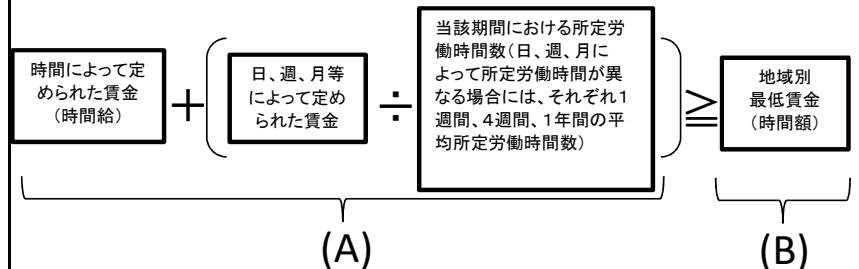 時間によって定
められた賃金
(時間給)
+
日、週、月等
によって定め
られた賃金
÷
当該期間における所定労
働時間数(日、週、月に
よって所定労働時間が異
なる場合には、それぞれ1
週間、4週間、1年間の平
均所定労働時間数)
≧
地域別
最低賃金
(時間額)
(A)
(B)